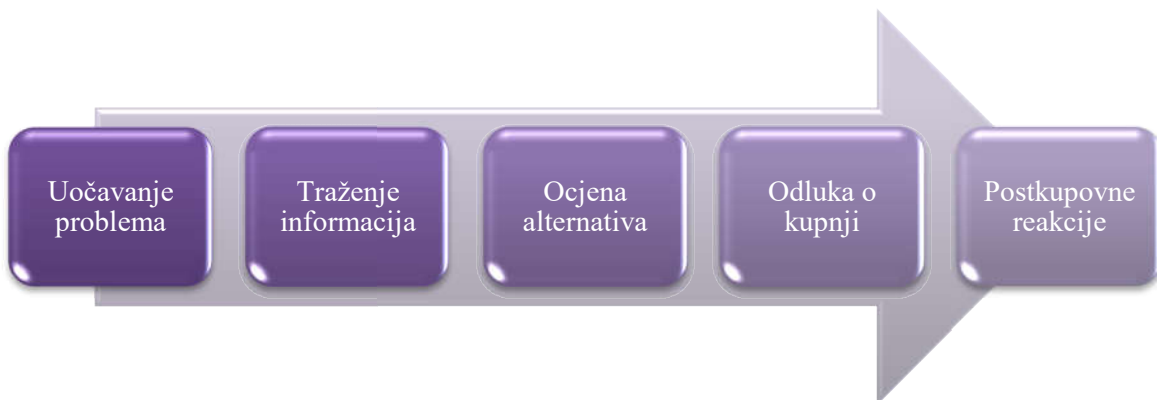 Uočavanje
problema
Traženje
informacija
Ocjena
alternativa
Odluka o
kupnji
Postkupovne
reakcije